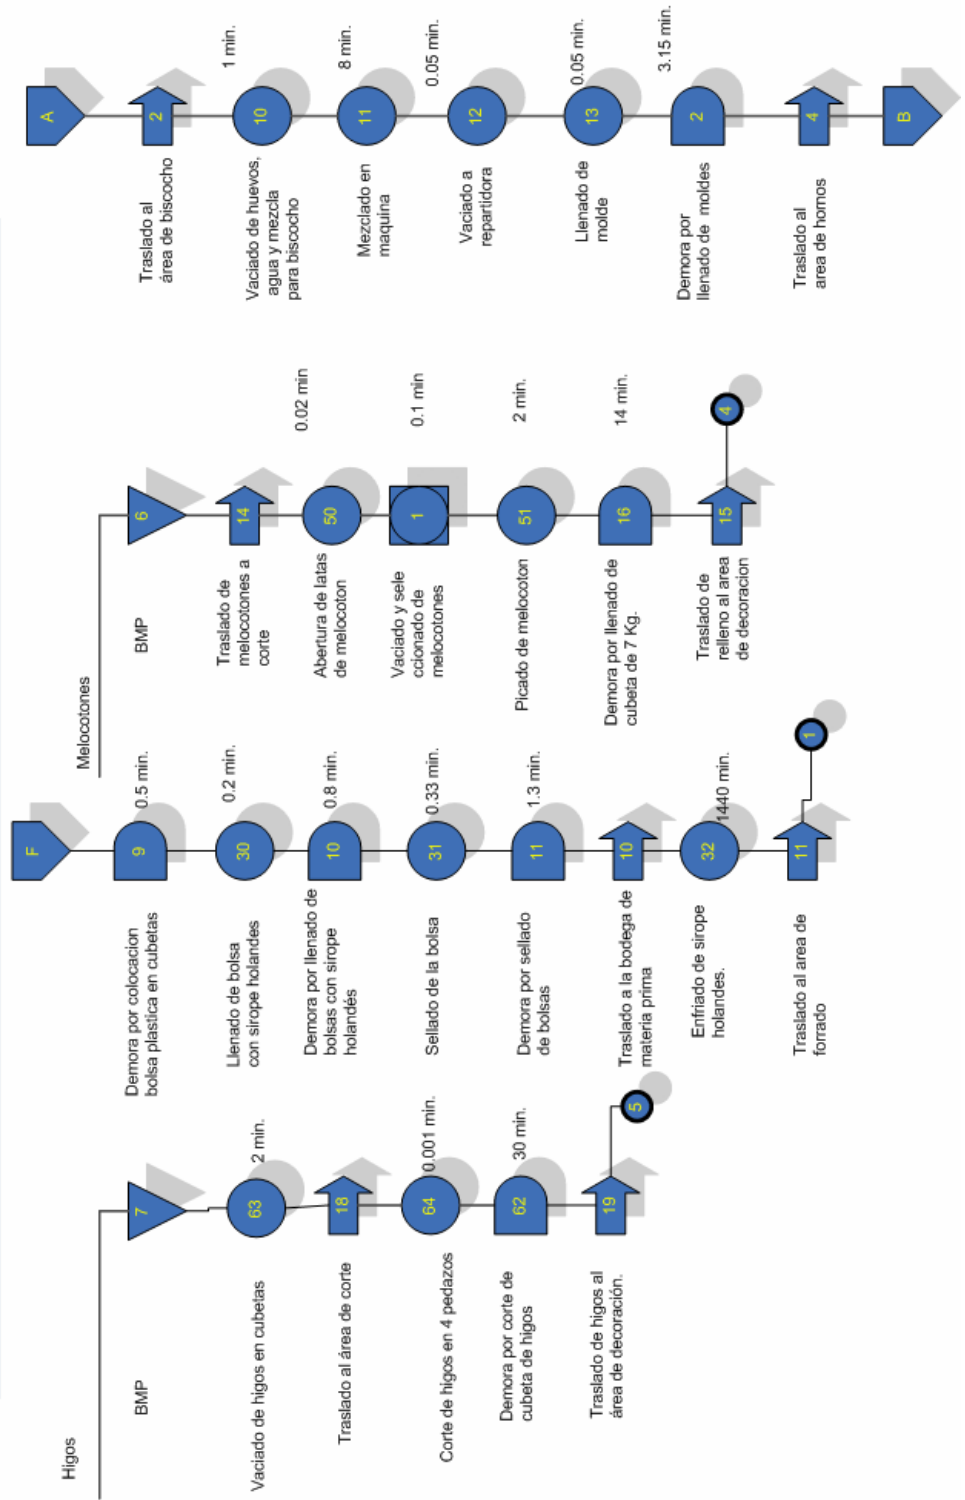 Higos
7
BMP
63
Vaciado de higos en cubetas
2 min.
18
Traslado al área de corte
64
Corte de higos en 4 pedazos
0.001 min.
62
Demora por corte de
cubeta de higos
30 min.
19
Traslado de higos al
área de decoración.
5
F
9
Demora por colocacion
bolsa plastica en cubetas
0.5 min.
30
Llenado de bolsa
con sirope holandes
0.2 min.
10
Demora por llenado de
bolsas con sirope
holandés
0.8 min.
31
Sellado de la bolsa
0.33 min.
11
Demora por sellado
de bolsas
1.3 min.
10
Traslado a la bodega de
materia prima
32
Enfriado de sirope
holandes.
1440 min.
11
Traslado al area de
forrado
1
Melocotones
6
BMP
14
Traslado de
melocotones a
corte
50
Abertura de latas
de melocoton
0.02 min
1
Vaciado y sele
ccionado de
melocotones
0.1 min
51
Picado de melocoton
2 min.
16
Demora por llenado de
cubeta de 7 Kg.
14 min.
15
Traslado de
relleno al area
de decoracion
4
A
2
Traslado al
área de biscocho
10
Vaciado de huevos,
agua y mezcla
para biscocho
1 min.
11
Mezclado en
maquina
8 min.
12
Vaciado a
repartidora
0.05 min.
13
Llenado de
molde
0.05 min.
2
Demora por
llenado de moldes
3.15 min.
4
Traslado al
area de hornos
B